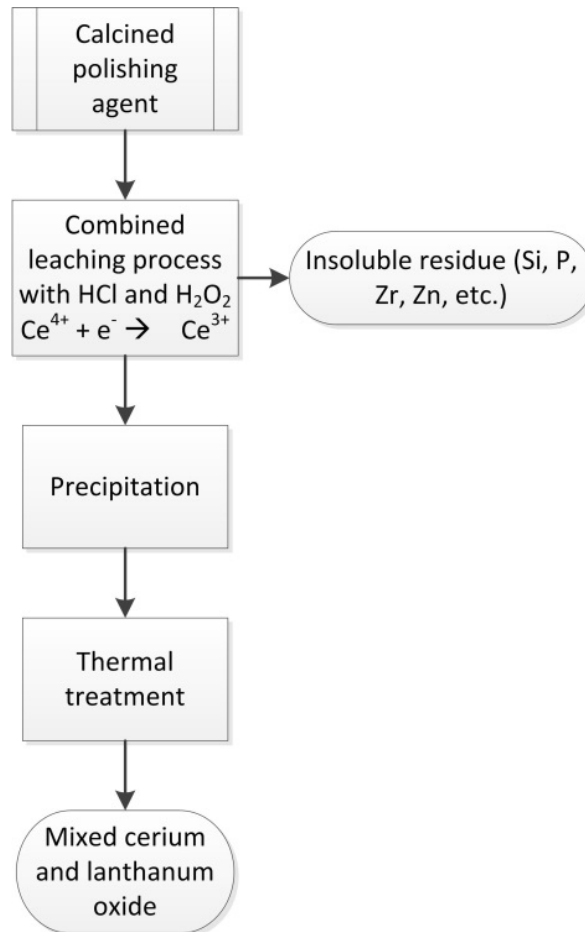 Calcined
polishing
agent
Combined
leaching process
with HCl and H₂O₂
Ce⁴⁺ + e⁻ → Ce³⁺
Insoluble residue (Si, P,
Zr, Zn, etc.)
Precipitation
Thermal
treatment
Mixed cerium
and lanthanum
oxide